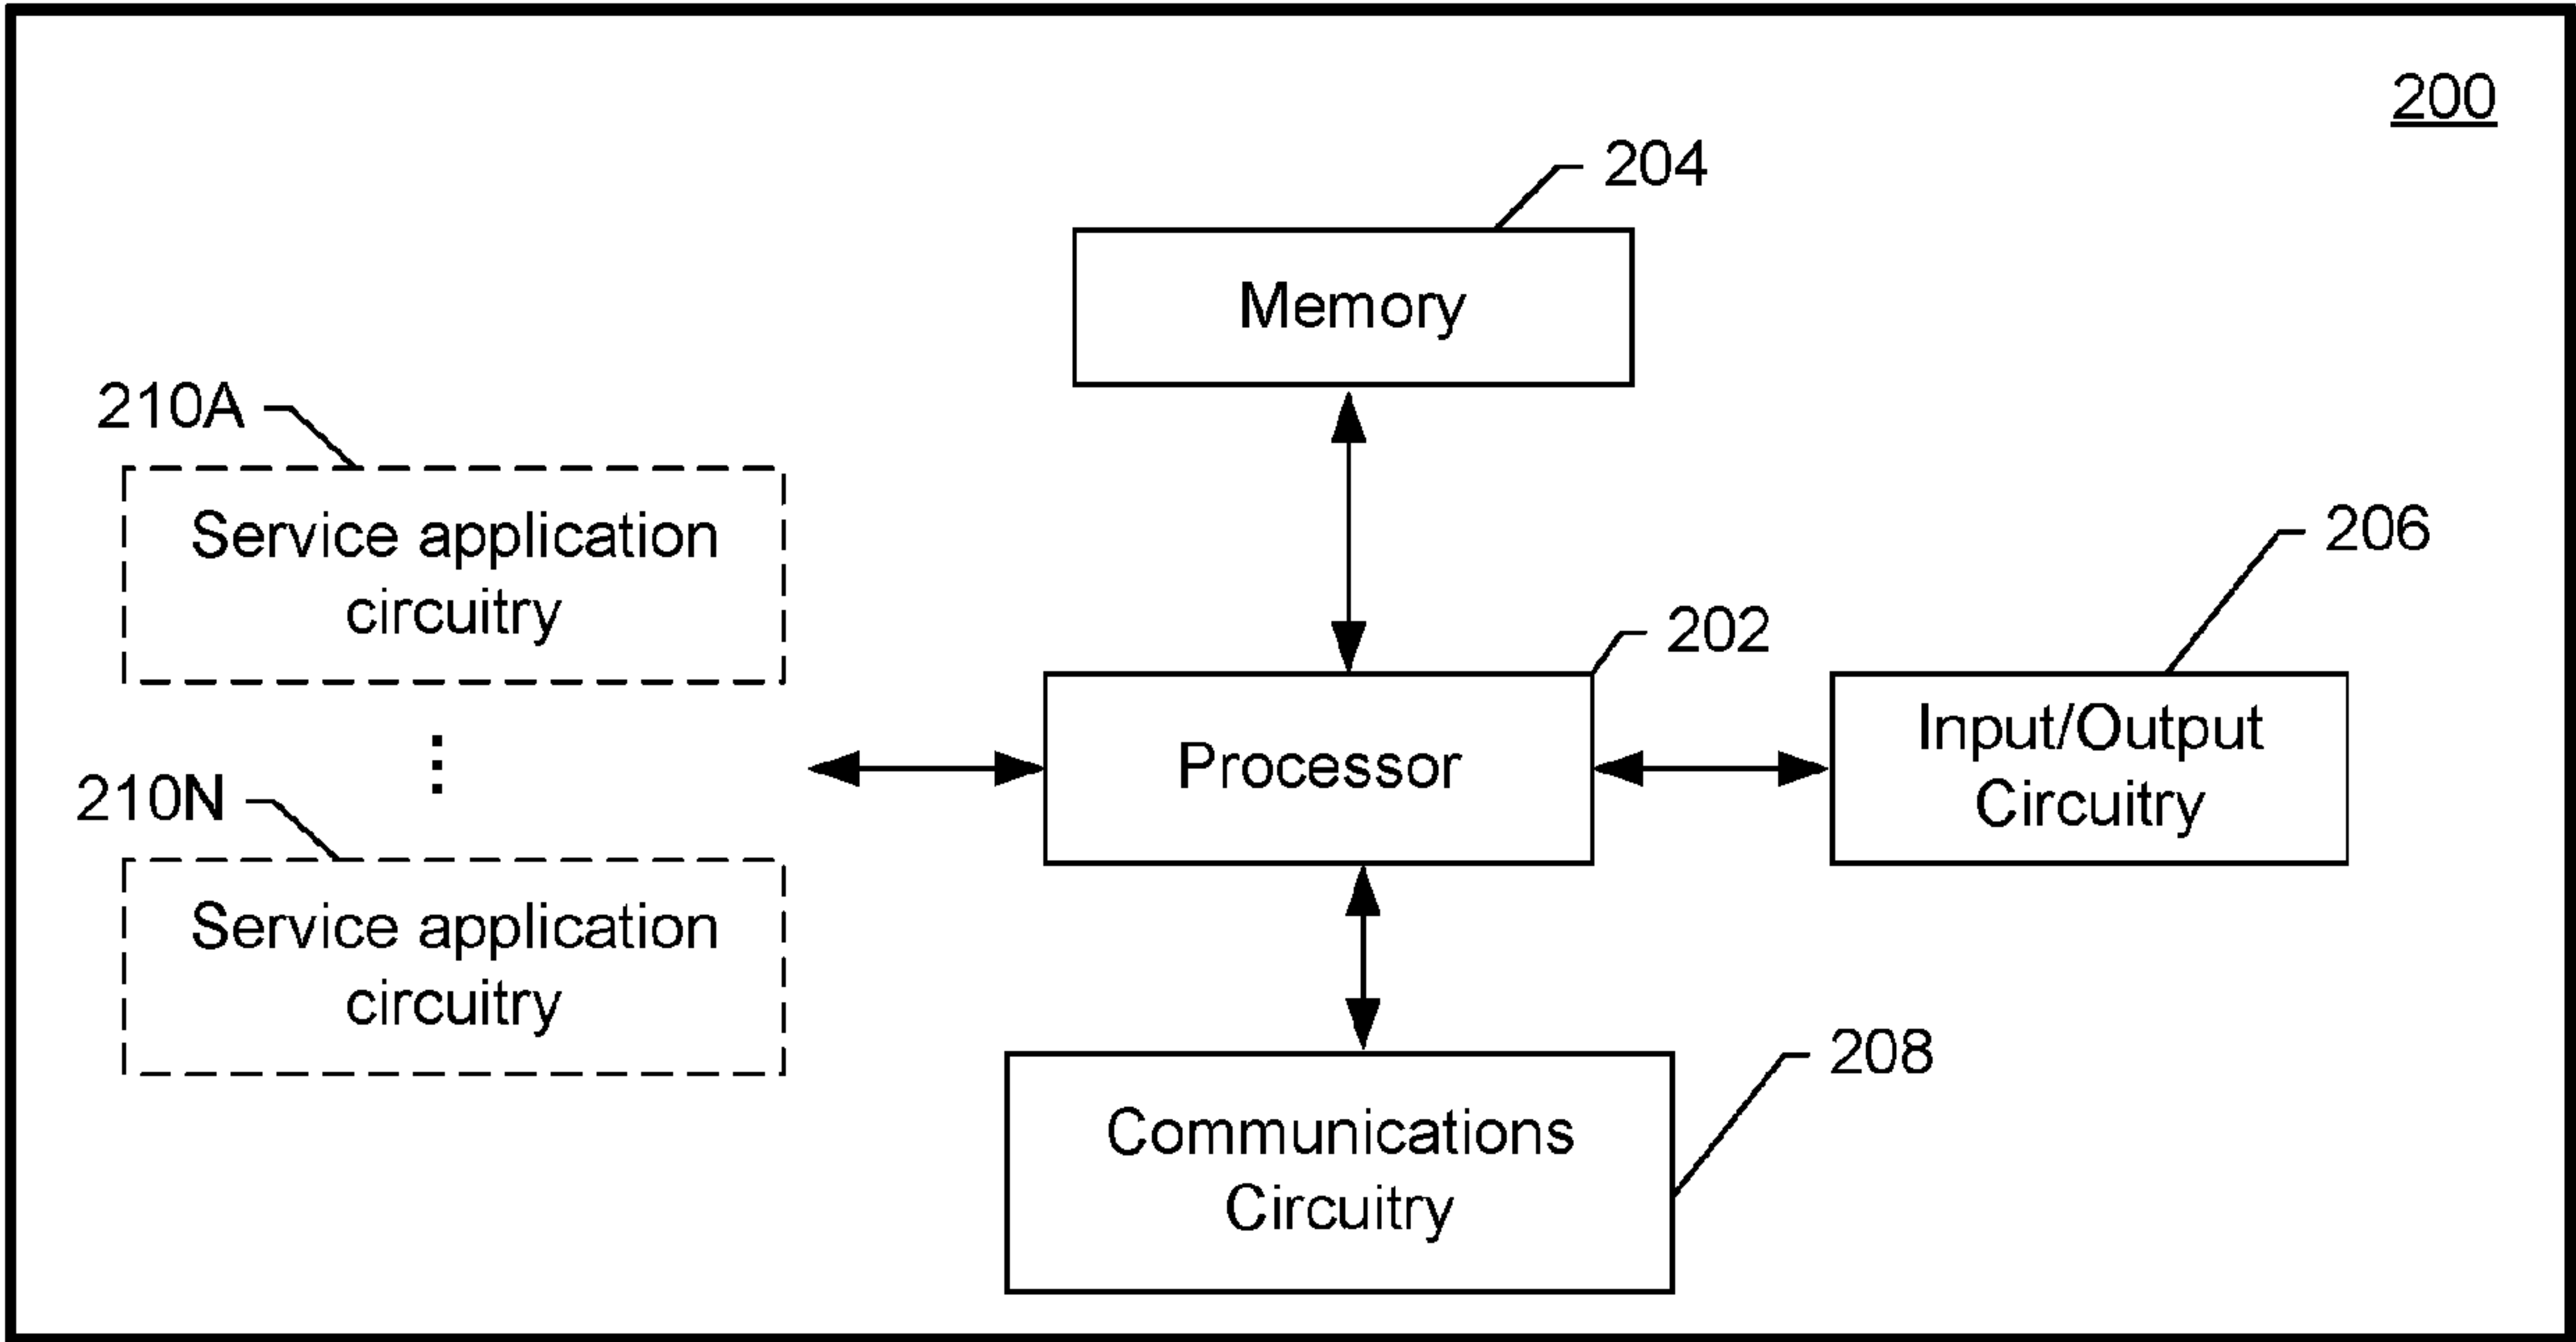 200
204
Memory
210A
Service application
circuitry
206
202
Processor
Input/Output
Circuitry
210N
Service application
circuitry
208
Communications
Circuitry